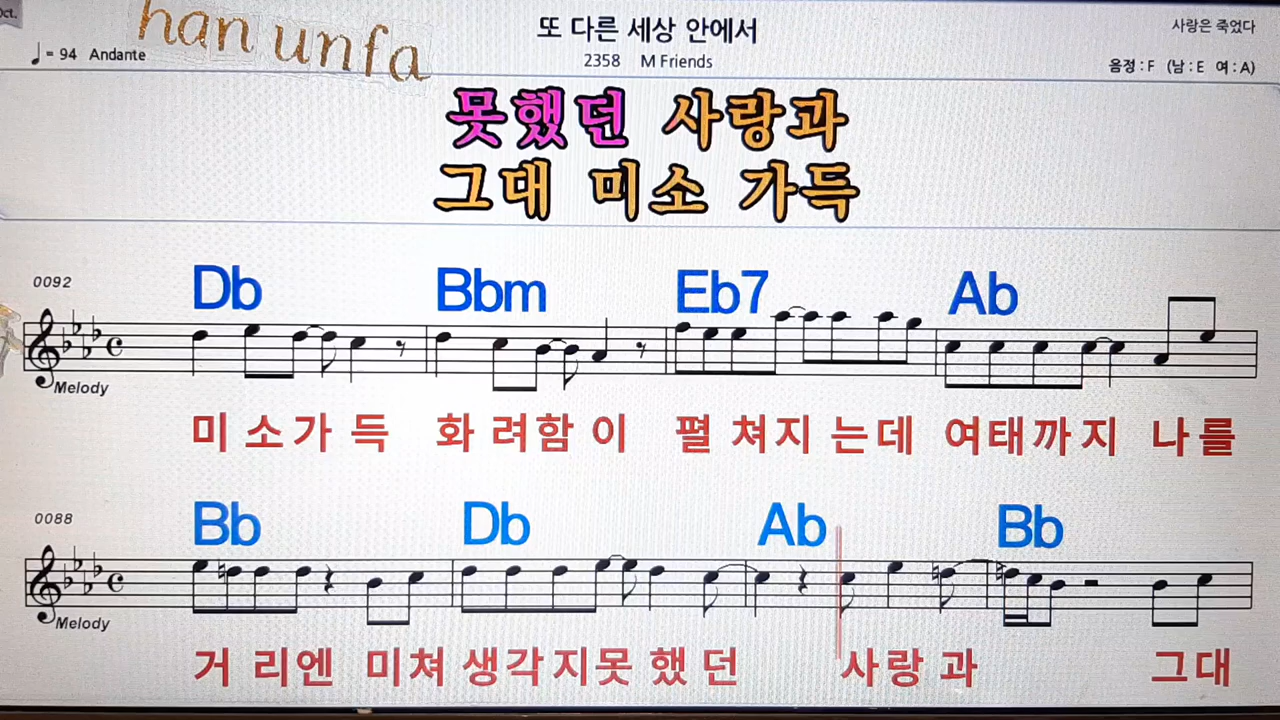 Oct.
han unfa
또 다른 세상 안에서
사랑은 죽었다
♩ = 94 Andante
2358 M Friends
음정 : F (남 : E 여 : A)
못했던 사랑과
그대 미소 가득
0092
Db Bbm Eb7 Ab
Melody
미 소가 득 화 려함 이 펼 쳐지 는데 여태까지 나를
0088
Bb Db Ab Bb
Melody
거 리엔 미쳐 생각지못 했 던 사랑 과 그대